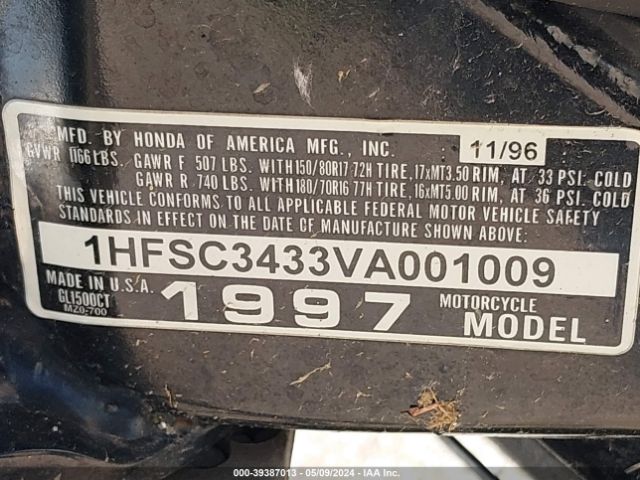 MFD. BY HONDA OF AMERICA MFG., INC. 11/96
GVWR 1166 LBS. GAWR F 507 LBS. WITH 150/80R17 72H TIRE, 17xMT3.50 RIM, AT 33 PSI. COLD
GAWR R 740 LBS. WITH 180/70R16 77H TIRE, 16xMT5.00 RIM, AT 36 PSI. COLD
THIS VEHICLE CONFORMS TO ALL APPLICABLE FEDERAL MOTOR VEHICLE SAFETY
STANDARDS IN EFFECT ON THE DATE OF MANUFACTURE SHOWN ABOVE.
1HFSC3433VA001009
MADE IN U.S.A.
GL1500CT
MZ0-700
1997
MOTORCYCLE
MODEL
000-39387013 - 05/09/2024 - IAA Inc.